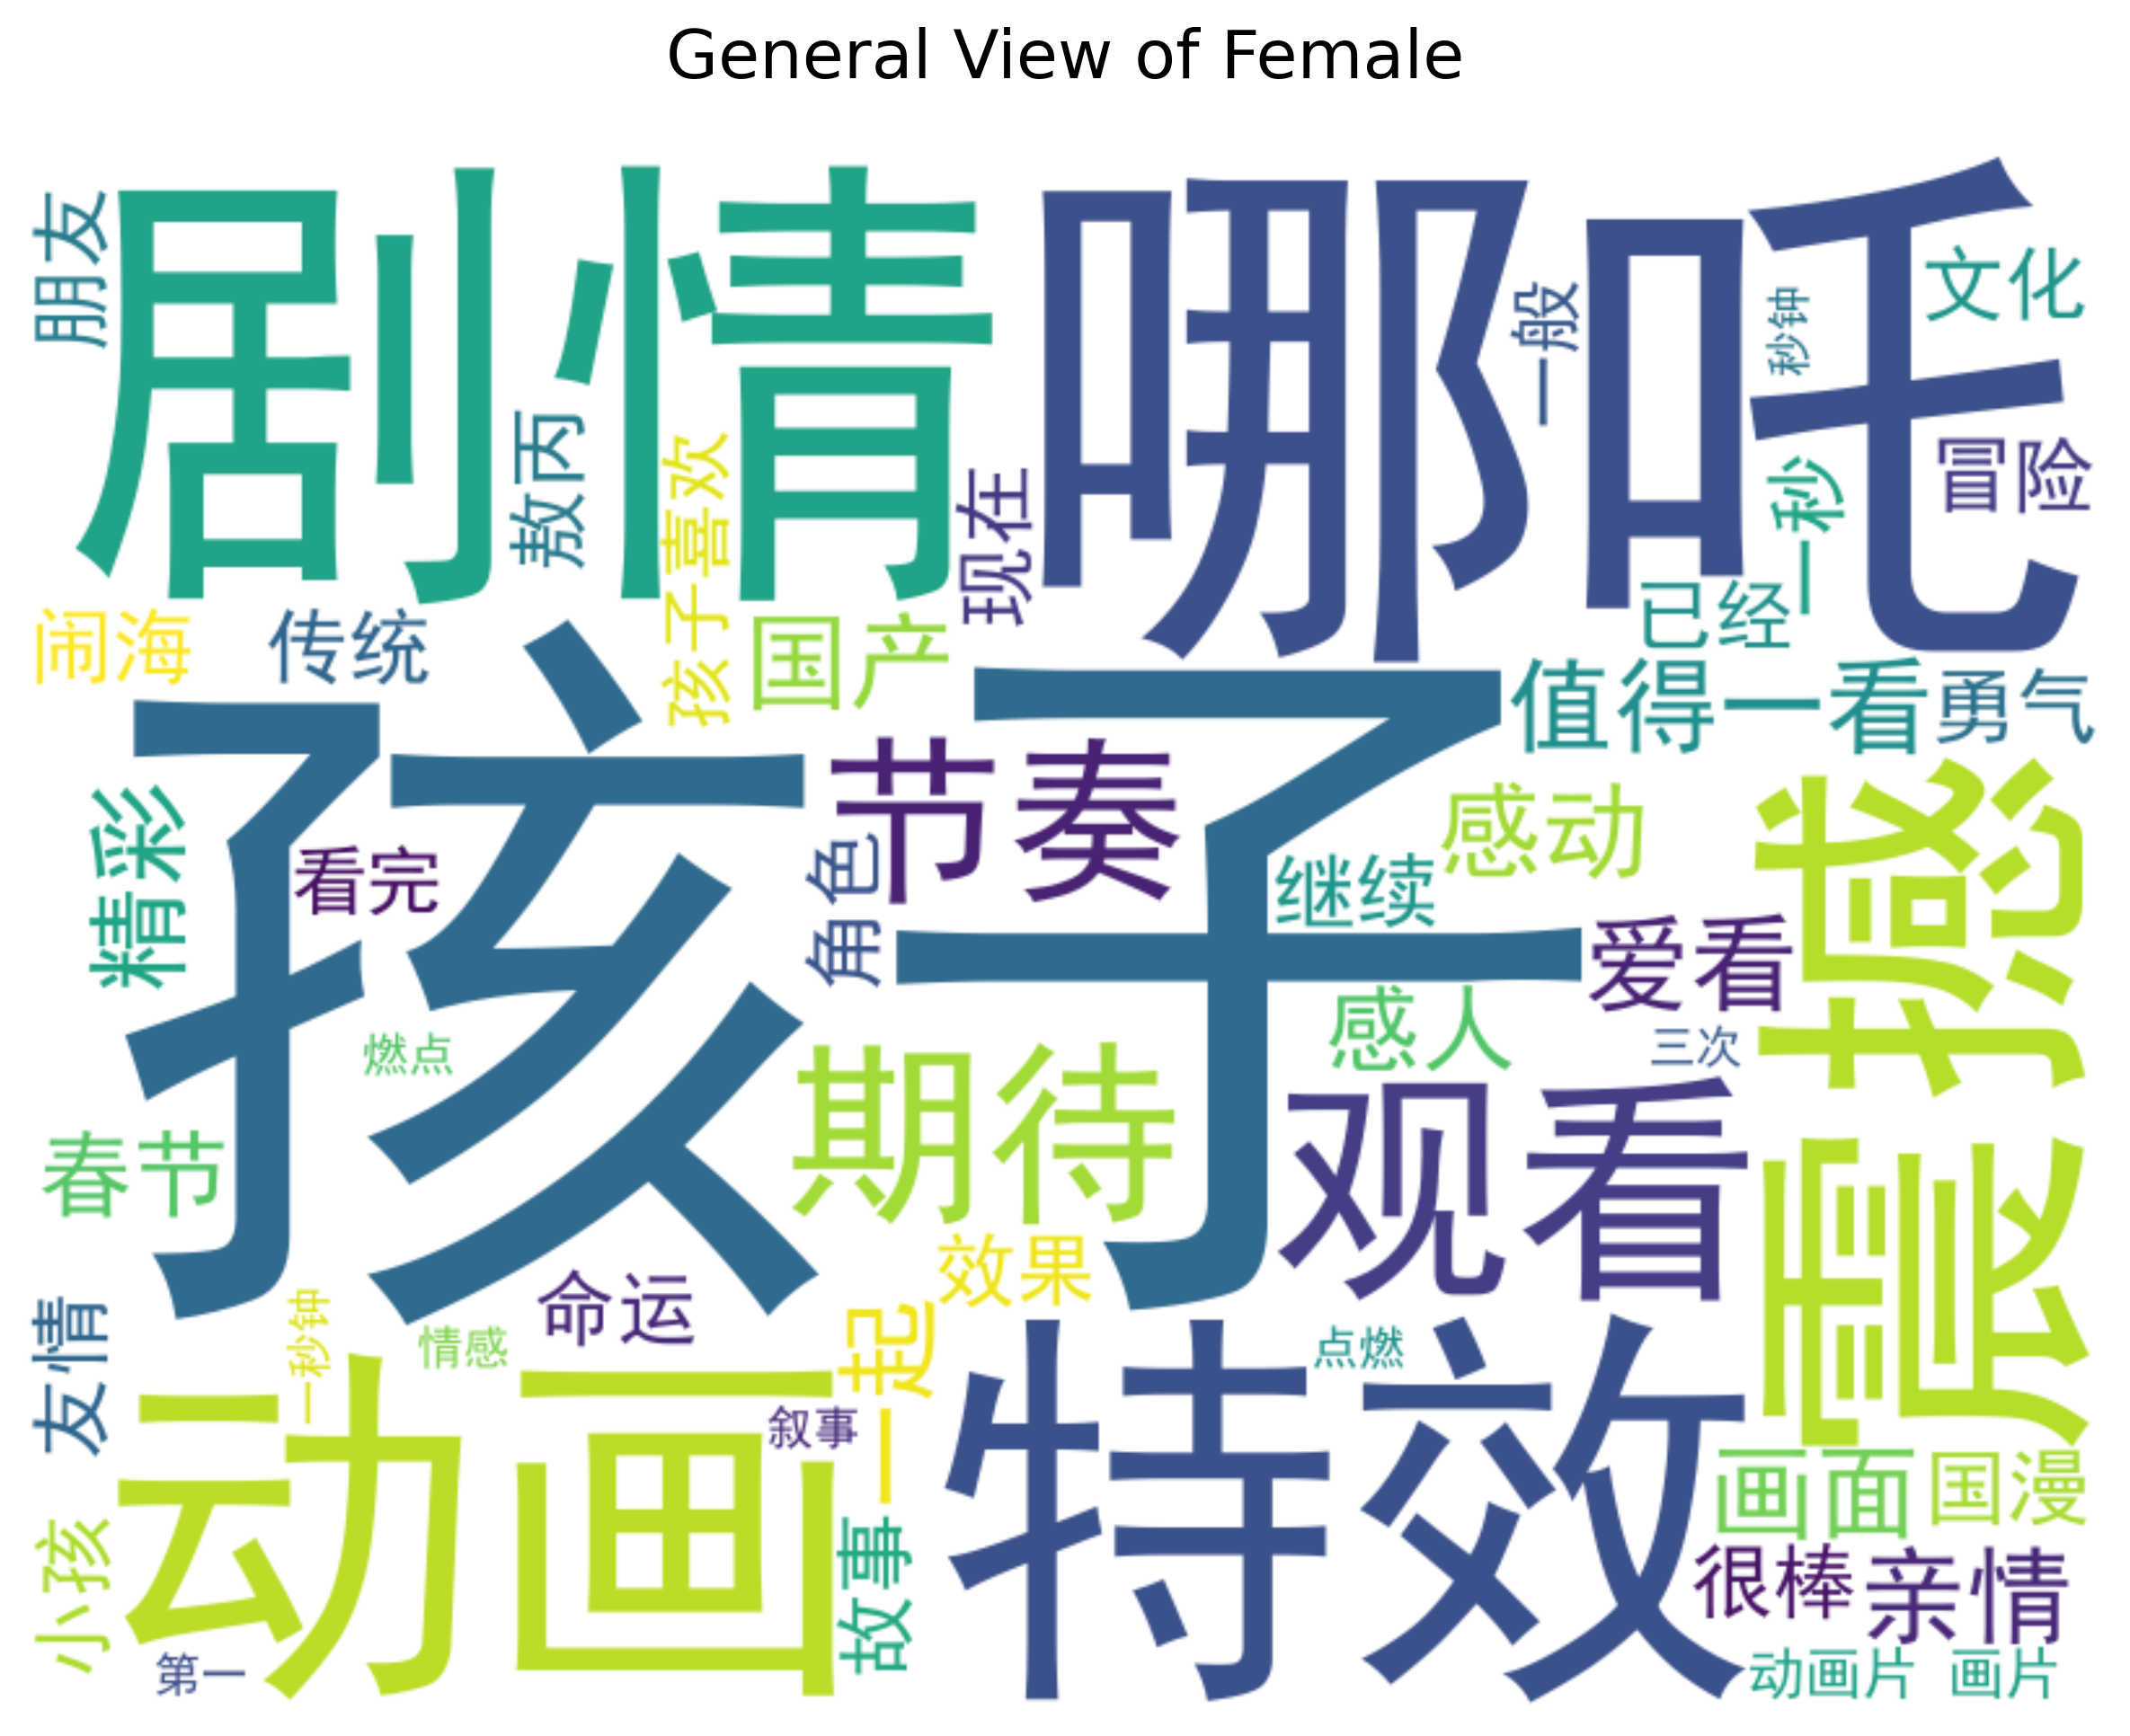 General View of Female
朋友
剧情
哪吒
文化
一般
秒钟
敖丙
孩子喜欢
现在
一秒
冒险
闹海
传统
国产
已经
值得一看
勇气
孩子
节奏
感动
震撼
精彩
看完
角色
继续
爱看
燃点
感人
三次
期待
观看
春节
效果
命运
友情
一秒钟
情感
一起
点燃
动画
叙事
特效
画面
国漫
小孩
故事
很棒
亲情
第一
动画片
画片